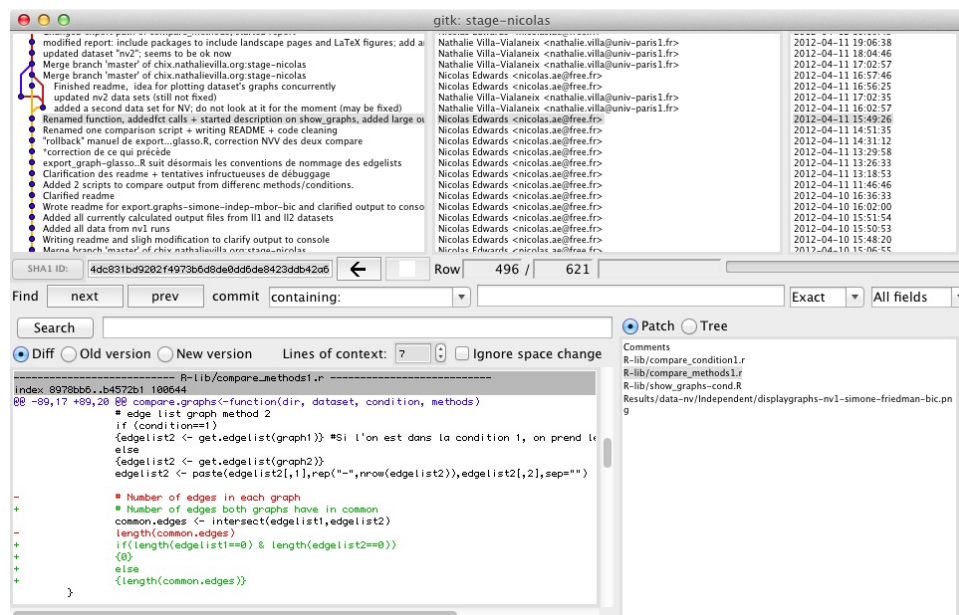 gitk: stage-nicolas
modified report: include packages to include landscape pages and LaTeX figures; add a
Nathalie Villa-Vialaneix <nathalie.villa@univ-paris1.fr>
2012-04-11 19:06:38
updated dataset "nv2"; seems to be ok now
Nathalie Villa-Vialaneix <nathalie.villa@univ-paris1.fr>
2012-04-11 18:04:46
Merge branch 'master' of chix.nathalievilla.org:stage-nicolas
Nathalie Villa-Vialaneix <nathalie.villa@univ-paris1.fr>
2012-04-11 17:02:57
Merge branch 'master' of chix.nathalievilla.org:stage-nicolas
Nicolas Edwards <nicolas.ae@free.fr>
2012-04-11 16:57:46
Finished readme, idea for plotting dataset's graphs concurrently
Nicolas Edwards <nicolas.ae@free.fr>
2012-04-11 16:56:25
updated nv2 data sets (still not fixed)
Nathalie Villa-Vialaneix <nathalie.villa@univ-paris1.fr>
2012-04-11 17:02:35
added a second data set for NV; do not look at it for the moment (may be fixed)
Nathalie Villa-Vialaneix <nathalie.villa@univ-paris1.fr>
2012-04-11 16:02:57
Renamed function, addedfct calls + started description on show_graphs, added large ou
Nicolas Edwards <nicolas.ae@free.fr>
2012-04-11 15:49:26
Renamed one comparison script + writing README + code cleaning
Nicolas Edwards <nicolas.ae@free.fr>
2012-04-11 14:51:35
"rollback" manuel de export...glasso.R, correction NVV des deux compare
Nicolas Edwards <nicolas.ae@free.fr>
2012-04-11 14:31:12
*correction de ce qui précède
Nicolas Edwards <nicolas.ae@free.fr>
2012-04-11 13:29:58
export_graph-glasso..R suit désormais les conventions de nommage des edgelists
Nicolas Edwards <nicolas.ae@free.fr>
2012-04-11 13:26:33
Clarification des readme + tentatives infructueuses de débuggage
Nicolas Edwards <nicolas.ae@free.fr>
2012-04-11 13:18:53
Added 2 scripts to compare output from differenc methods/conditions.
Nicolas Edwards <nicolas.ae@free.fr>
2012-04-11 11:46:46
Clarified readme
Nicolas Edwards <nicolas.ae@free.fr>
2012-04-10 16:36:33
Wrote readme for export.graphs-simone-indep-mbor-bic and clarified output to conso
Nicolas Edwards <nicolas.ae@free.fr>
2012-04-10 16:02:00
Added all currently calculated output files from II1 and II2 datasets
Nicolas Edwards <nicolas.ae@free.fr>
2012-04-10 15:51:54
Added all data from nv1 runs
Nicolas Edwards <nicolas.ae@free.fr>
2012-04-10 15:50:53
Writing readme and sligh modification to clarify output to console
Nicolas Edwards <nicolas.ae@free.fr>
2012-04-10 15:48:20
Merge branch 'master' of chix.nathalievilla.org:stage-nicolas
Nicolas Edwards <nicolas.ae@free.fr>
2012-04-10 15:06:55
SHA1 ID: 4dc831bd9202f4973b6d8de0dd6de8423ddb42a6 Row 496 / 621
Find next prev commit containing: Exact All fields
Search
Diff Old version New version Lines of context: 7 Ignore space change
Patch Tree
-------------------------- R-lib/compare_methods1.r --------------------------
index 8978bb6..b4572b1 100644
@@ -89,17 +89,20 @@ compare.graphs<-function(dir, dataset, condition, methods)
# edge list graph method 2
if (condition==1)
{edgelist2 <- get.edgelist(graph1)} #Si l'on est dans la condition 1, on prend le
else
{edgelist2 <- get.edgelist(graph2)}
edgelist2 <- paste(edgelist2[,1],rep("-",nrow(edgelist2)),edgelist2[,2],sep="")
- # Number of edges in each graph
+ # Number of edges both graphs have in common
common.edges <- intersect(edgelist1,edgelist2)
- length(common.edges)
+ if(length(edgelist1==0) & length(edgelist2==0))
+ {0}
+ else
+ {length(common.edges)}
}
Comments
R-lib/compare_condition1.r
R-lib/compare_methods1.r
R-lib/show_graphs-cond.R
Results/data-nv/Independent/displaygraphs-nv1-simone-friedman-bic.pn
g